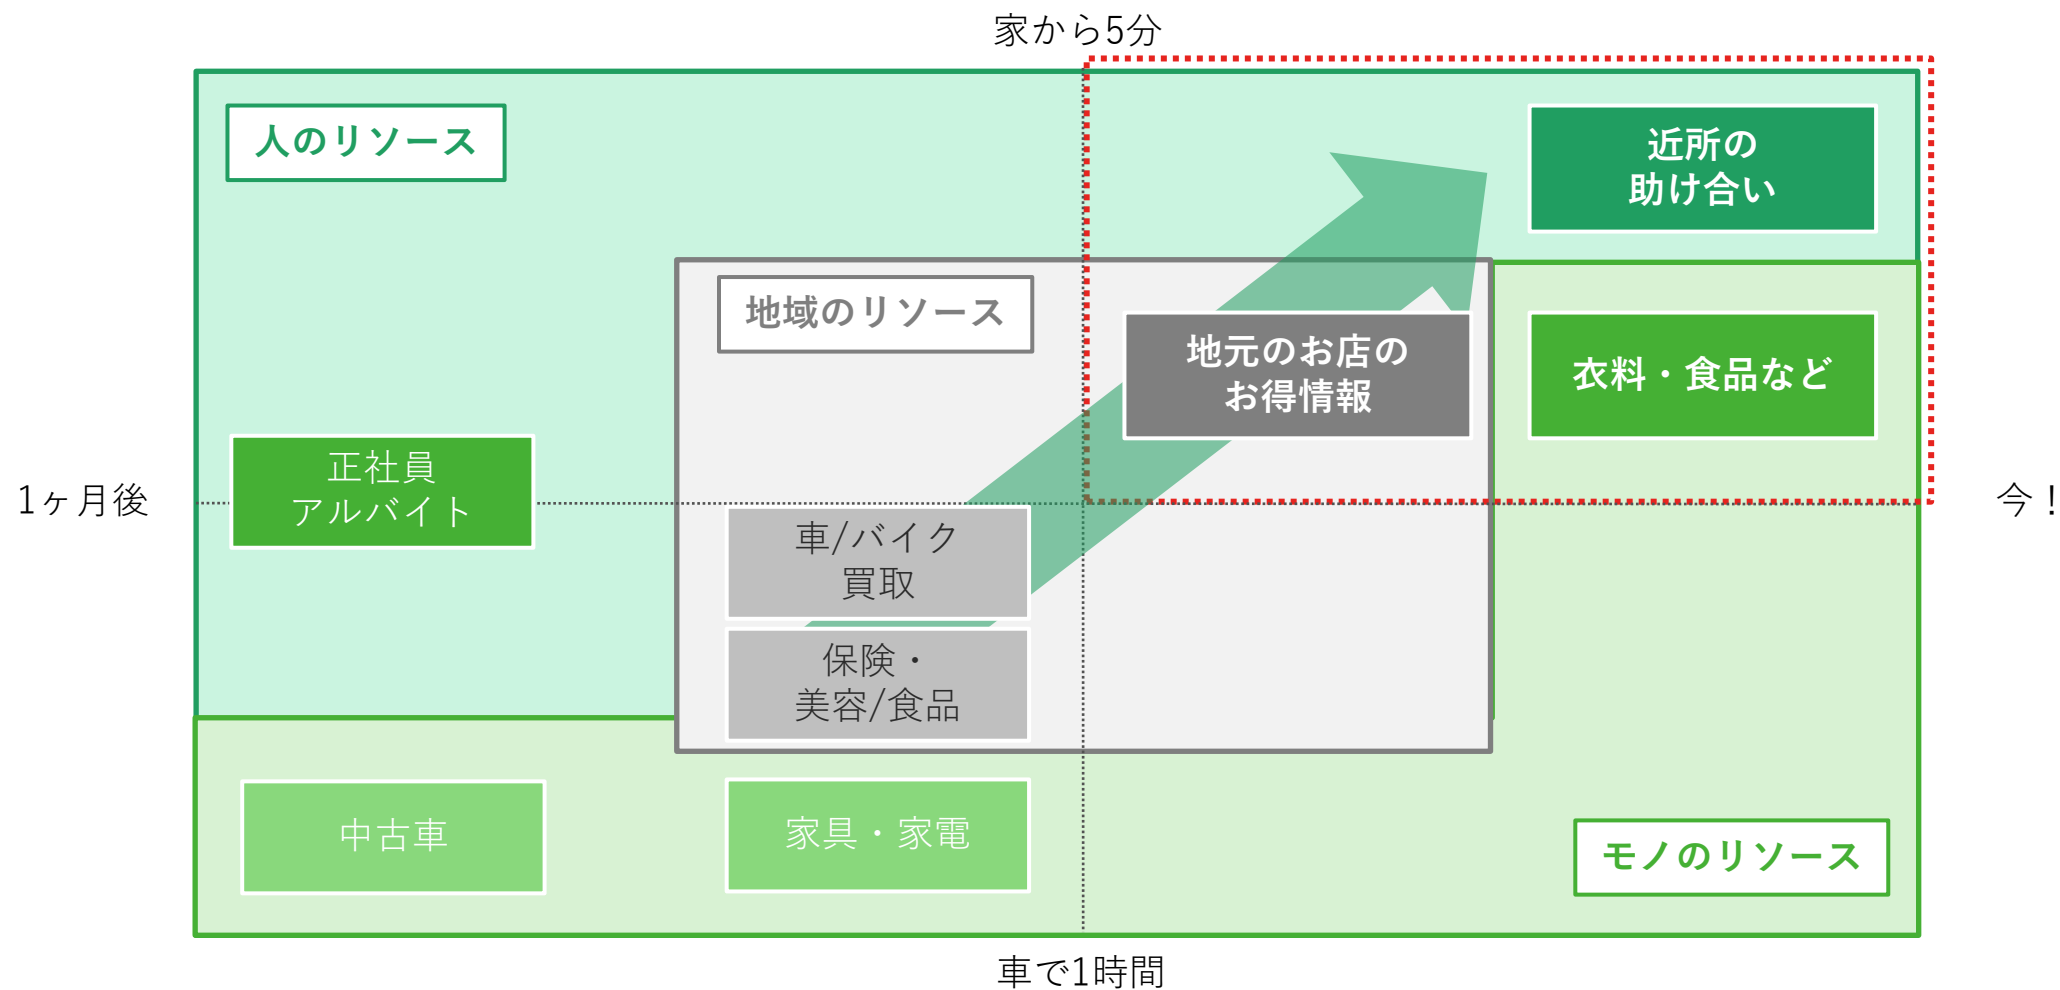 家から5分
人のリソース
近所の
助け合い
地域のリソース
地元のお店の
お得情報
衣料・食品など
正社員
アルバイト
1ヶ月後
今！
車/バイク
買取
保険・
美容/食品
中古車
家具・家電
モノのリソース
車で1時間